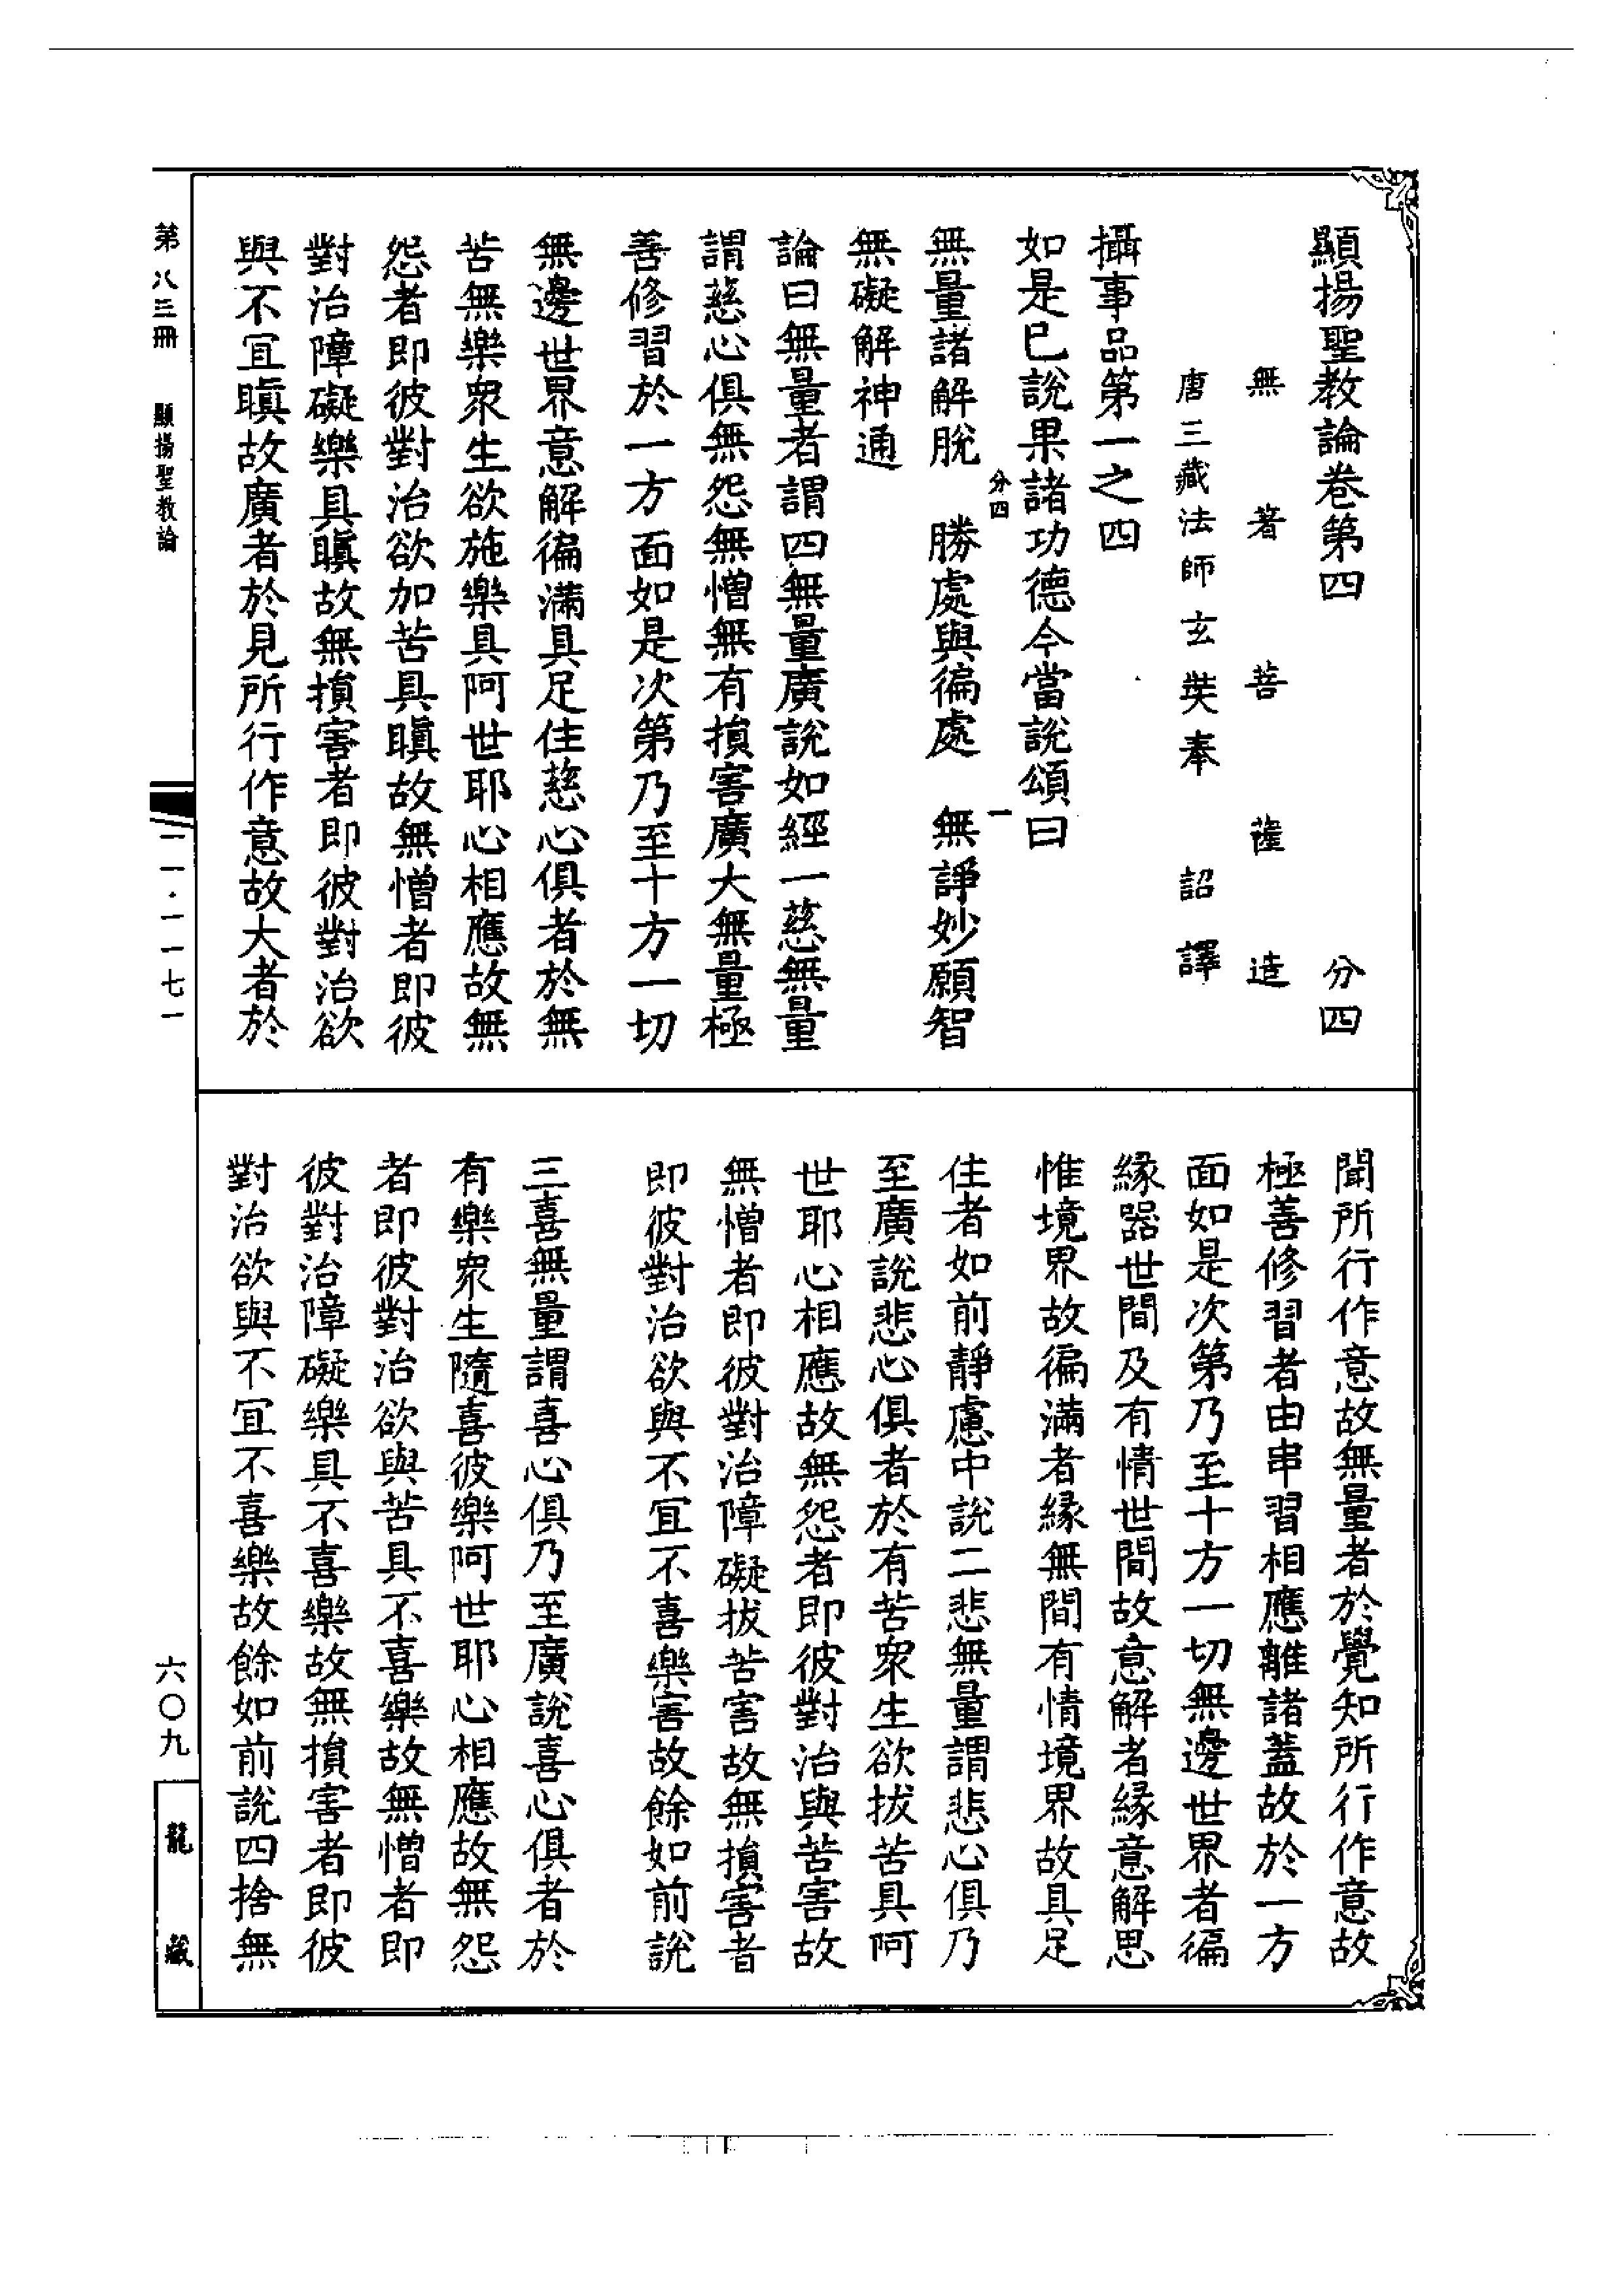 顯揚聖教論卷第四　分四
無著菩薩造
唐三藏法師玄奘奉　詔譯
攝事品第一之四
如是已說果諸功德今當說頌曰
分四　一
無量諸解脫　勝處與徧處　無諍妙願智
無礙解神通
論曰無量者謂四無量廣說如經一慈無量
謂慈心俱無怨無憎無有損害廣大無量極
善修習於一方面如是次第乃至十方一切
無邊世界意解徧滿具足住慈心俱者於無
苦無樂眾生欲施樂具阿世耶心相應故無
怨者即彼對治欲加苦具瞋故無憎者即彼
對治障礙樂具瞋故無損害者即彼對治欲
與不宜瞋故廣者於見所行作意故大者於
聞所行作意故無量者於覺知所行作意故
極善修習者由串習相應離諸蓋故於一方
面如是次第乃至十方一切無邊世界者徧
緣器世間及有情世間故意解者緣意解思
惟境界故徧滿者緣無間有情境界故具足
住者如前靜慮中說二悲無量謂悲心俱乃
至廣說悲心俱者於有苦眾生欲拔苦具阿
世耶心相應故無怨者即彼對治與苦害故
無憎者即彼對治障礙拔苦害故無損害者
即彼對治欲與不宜不喜樂害故餘如前說
三喜無量謂喜心俱乃至廣說喜心俱者於
有樂眾生隨喜彼樂阿世耶心相應故無怨
者即彼對治欲與苦具不喜樂故無憎者即
彼對治障礙樂具不喜樂故無損害者即彼
對治欲與不宜不喜樂故餘如前說四捨無
第八三冊　顯揚聖教論
一一·一一七一
六〇九
龍藏